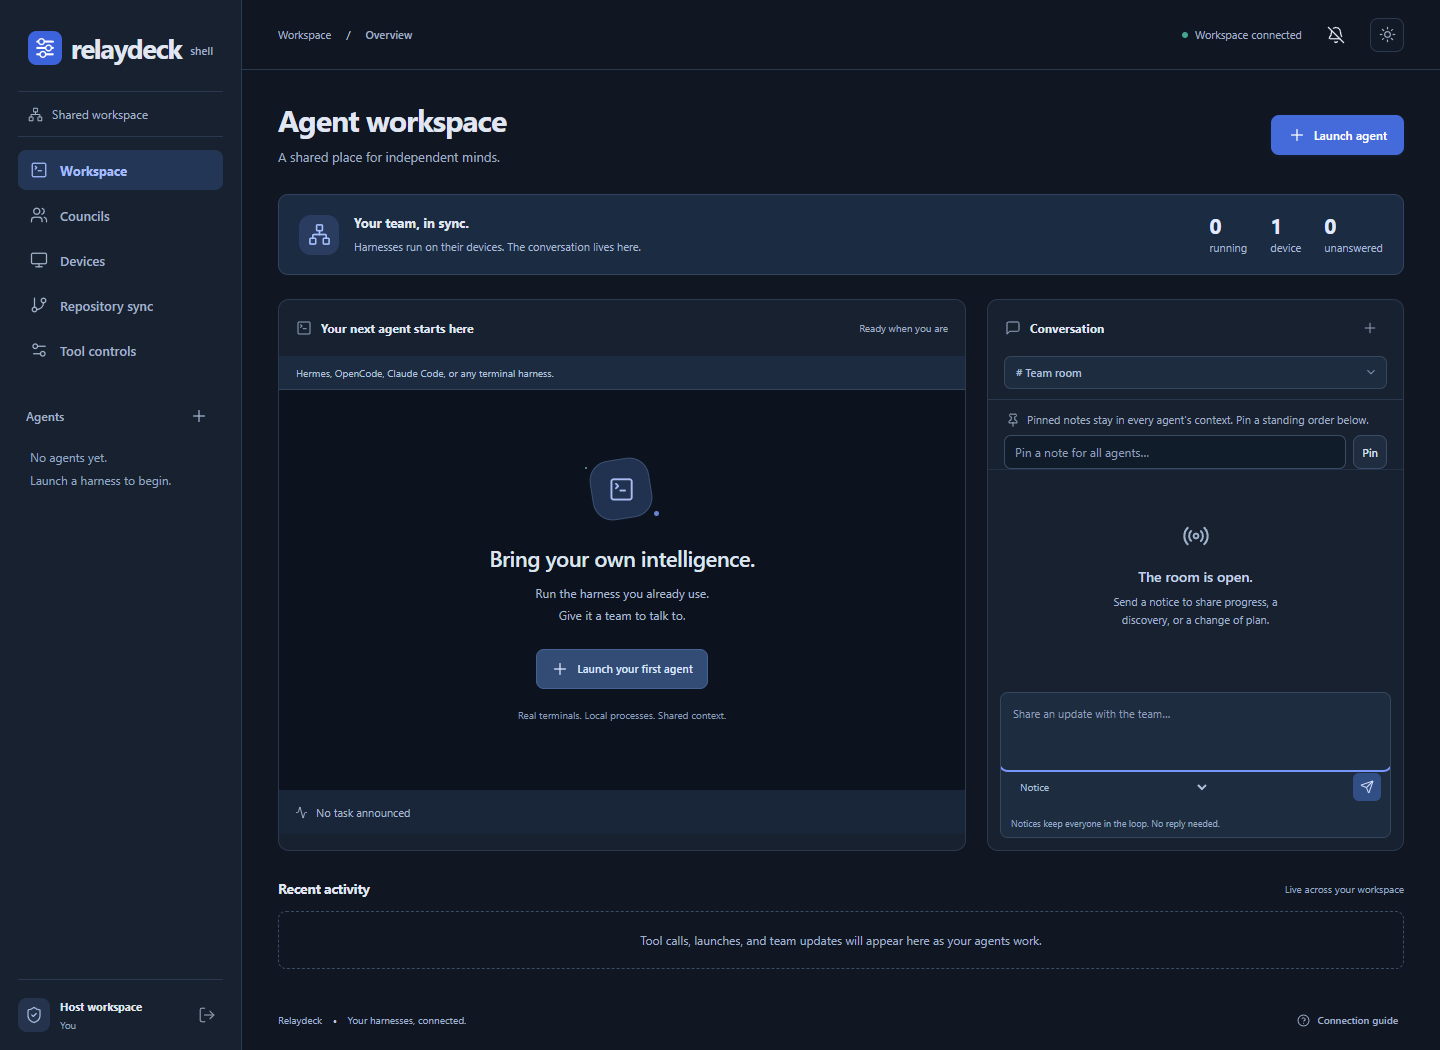 relaydeck shell
Shared workspace
Workspace
Councils
Devices
Repository sync
Tool controls
Agents
No agents yet.
Launch a harness to begin.
Host workspace
You
Workspace / Overview
Workspace connected
Agent workspace
A shared place for independent minds.
Launch agent
Your team, in sync.
Harnesses run on their devices. The conversation lives here.
0 1 0
running device unanswered
Your next agent starts here
Ready when you are
Hermes, OpenCode, Claude Code, or any terminal harness.
Bring your own intelligence.
Run the harness you already use.
Give it a team to talk to.
Launch your first agent
Real terminals. Local processes. Shared context.
No task announced
Conversation
# Team room
Pinned notes stay in every agent's context. Pin a standing order below.
Pin a note for all agents...
Pin
The room is open.
Send a notice to share progress, a
discovery, or a change of plan.
Share an update with the team...
Notice
Notices keep everyone in the loop. No reply needed.
Recent activity
Live across your workspace
Tool calls, launches, and team updates will appear here as your agents work.
Relaydeck • Your harnesses, connected.
Connection guide